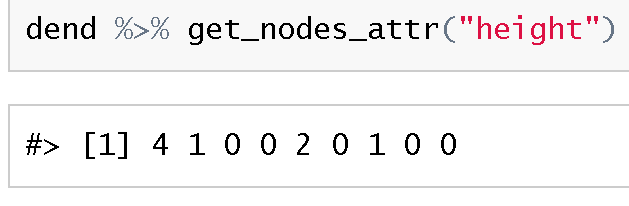 dend %>% get_nodes_attr("height")
#> [1] 4 1 0 0 2 0 1 0 0